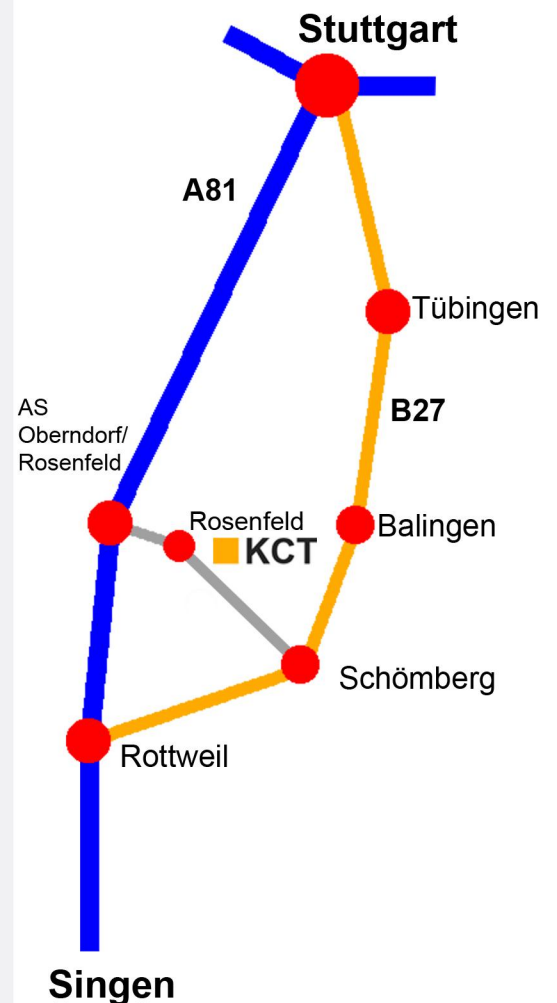 Stuttgart
A81
Tübingen
B27
AS
Oberndorf/
Rosenfeld
Rosenfeld
KCT
Balingen
Schömberg
Rottweil
Singen